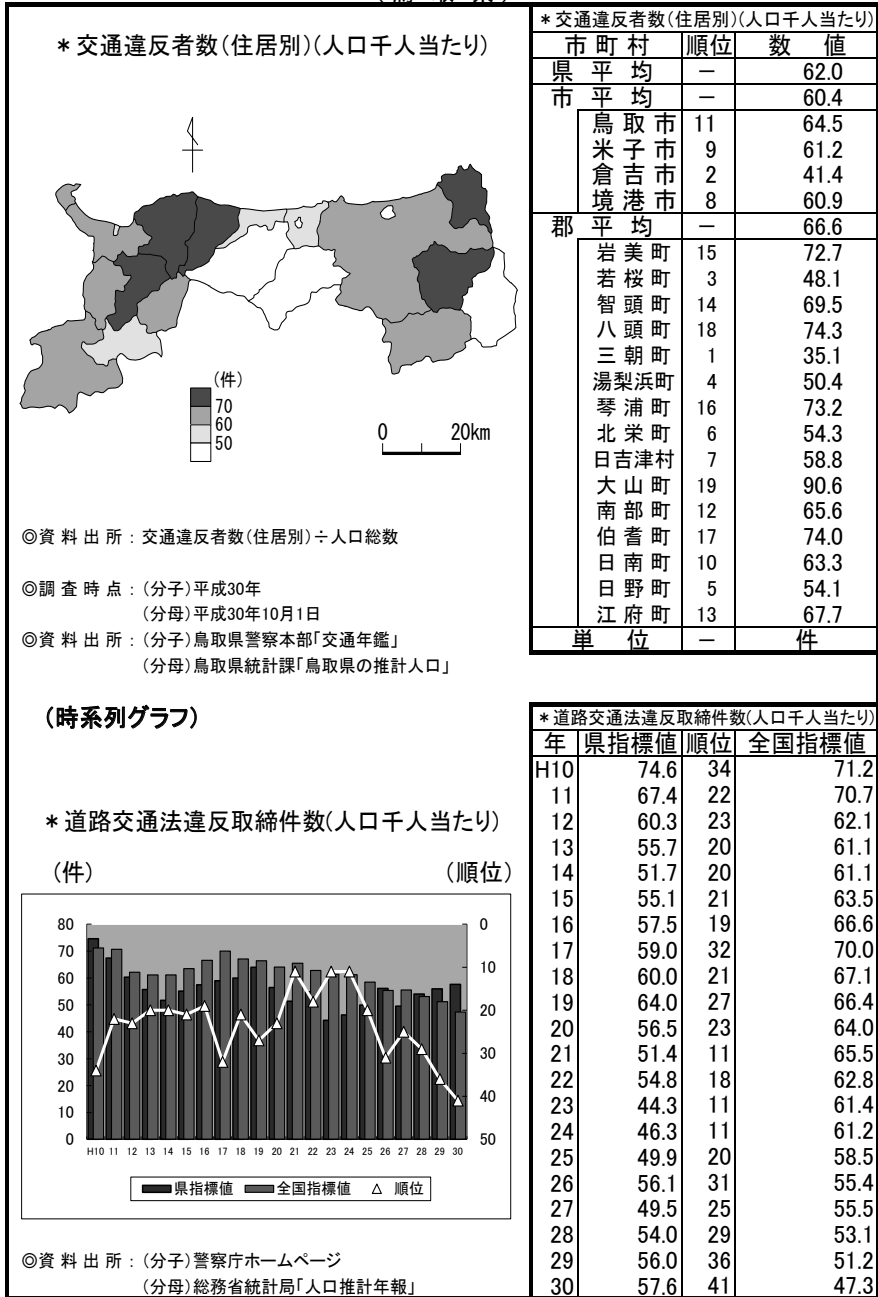 *交通違反者数(住居別)(人口千人当たり)
(件)
70
60
50
0 20km
◎資料出所：交通違反者数(住居別)÷人口総数
◎調査時点：(分子)平成30年
(分母)平成30年10月1日
◎資料出所：(分子)鳥取県警察本部「交通年鑑」
(分母)鳥取県統計課「鳥取県の推計人口」
*交通違反者数(住居別)(人口千人当たり)
市町村 順位 数値
県平均 － 62.0
市平均 － 60.4
鳥取市 11 64.5
米子市 9 61.2
倉吉市 2 41.4
境港市 8 60.9
郡平均 － 66.6
岩美町 15 72.7
若桜町 3 48.1
智頭町 14 69.5
八頭町 18 74.3
三朝町 1 35.1
湯梨浜町 4 50.4
琴浦町 16 73.2
北栄町 6 54.3
日吉津村 7 58.8
大山町 19 90.6
南部町 12 65.6
伯耆町 17 74.0
日南町 10 63.3
日野町 5 54.1
江府町 13 67.7
単位 － 件
(時系列グラフ)
*道路交通法違反取締件数(人口千人当たり)
(件) (順位)
80 0
70
60 10
50 20
40
30 30
20 40
10
0 50
H10 11 12 13 14 15 16 17 18 19 20 21 22 23 24 25 26 27 28 29 30
県指標値 全国指標値 順位
◎資料出所：(分子)警察庁ホームページ
(分母)総務省統計局「人口推計年報」
*道路交通法違反取締件数(人口千人当たり)
年 県指標値 順位 全国指標値
H10 74.6 34 71.2
11 67.4 22 70.7
12 60.3 23 62.1
13 55.7 20 61.1
14 51.7 20 61.1
15 55.1 21 63.5
16 57.5 19 66.6
17 59.0 32 70.0
18 60.0 21 67.1
19 64.0 27 66.4
20 56.5 23 64.0
21 51.4 11 65.5
22 54.8 18 62.8
23 44.3 11 61.4
24 46.3 11 61.2
25 49.9 20 58.5
26 56.1 31 55.4
27 49.5 25 55.5
28 54.0 29 53.1
29 56.0 36 51.2
30 57.6 41 47.3